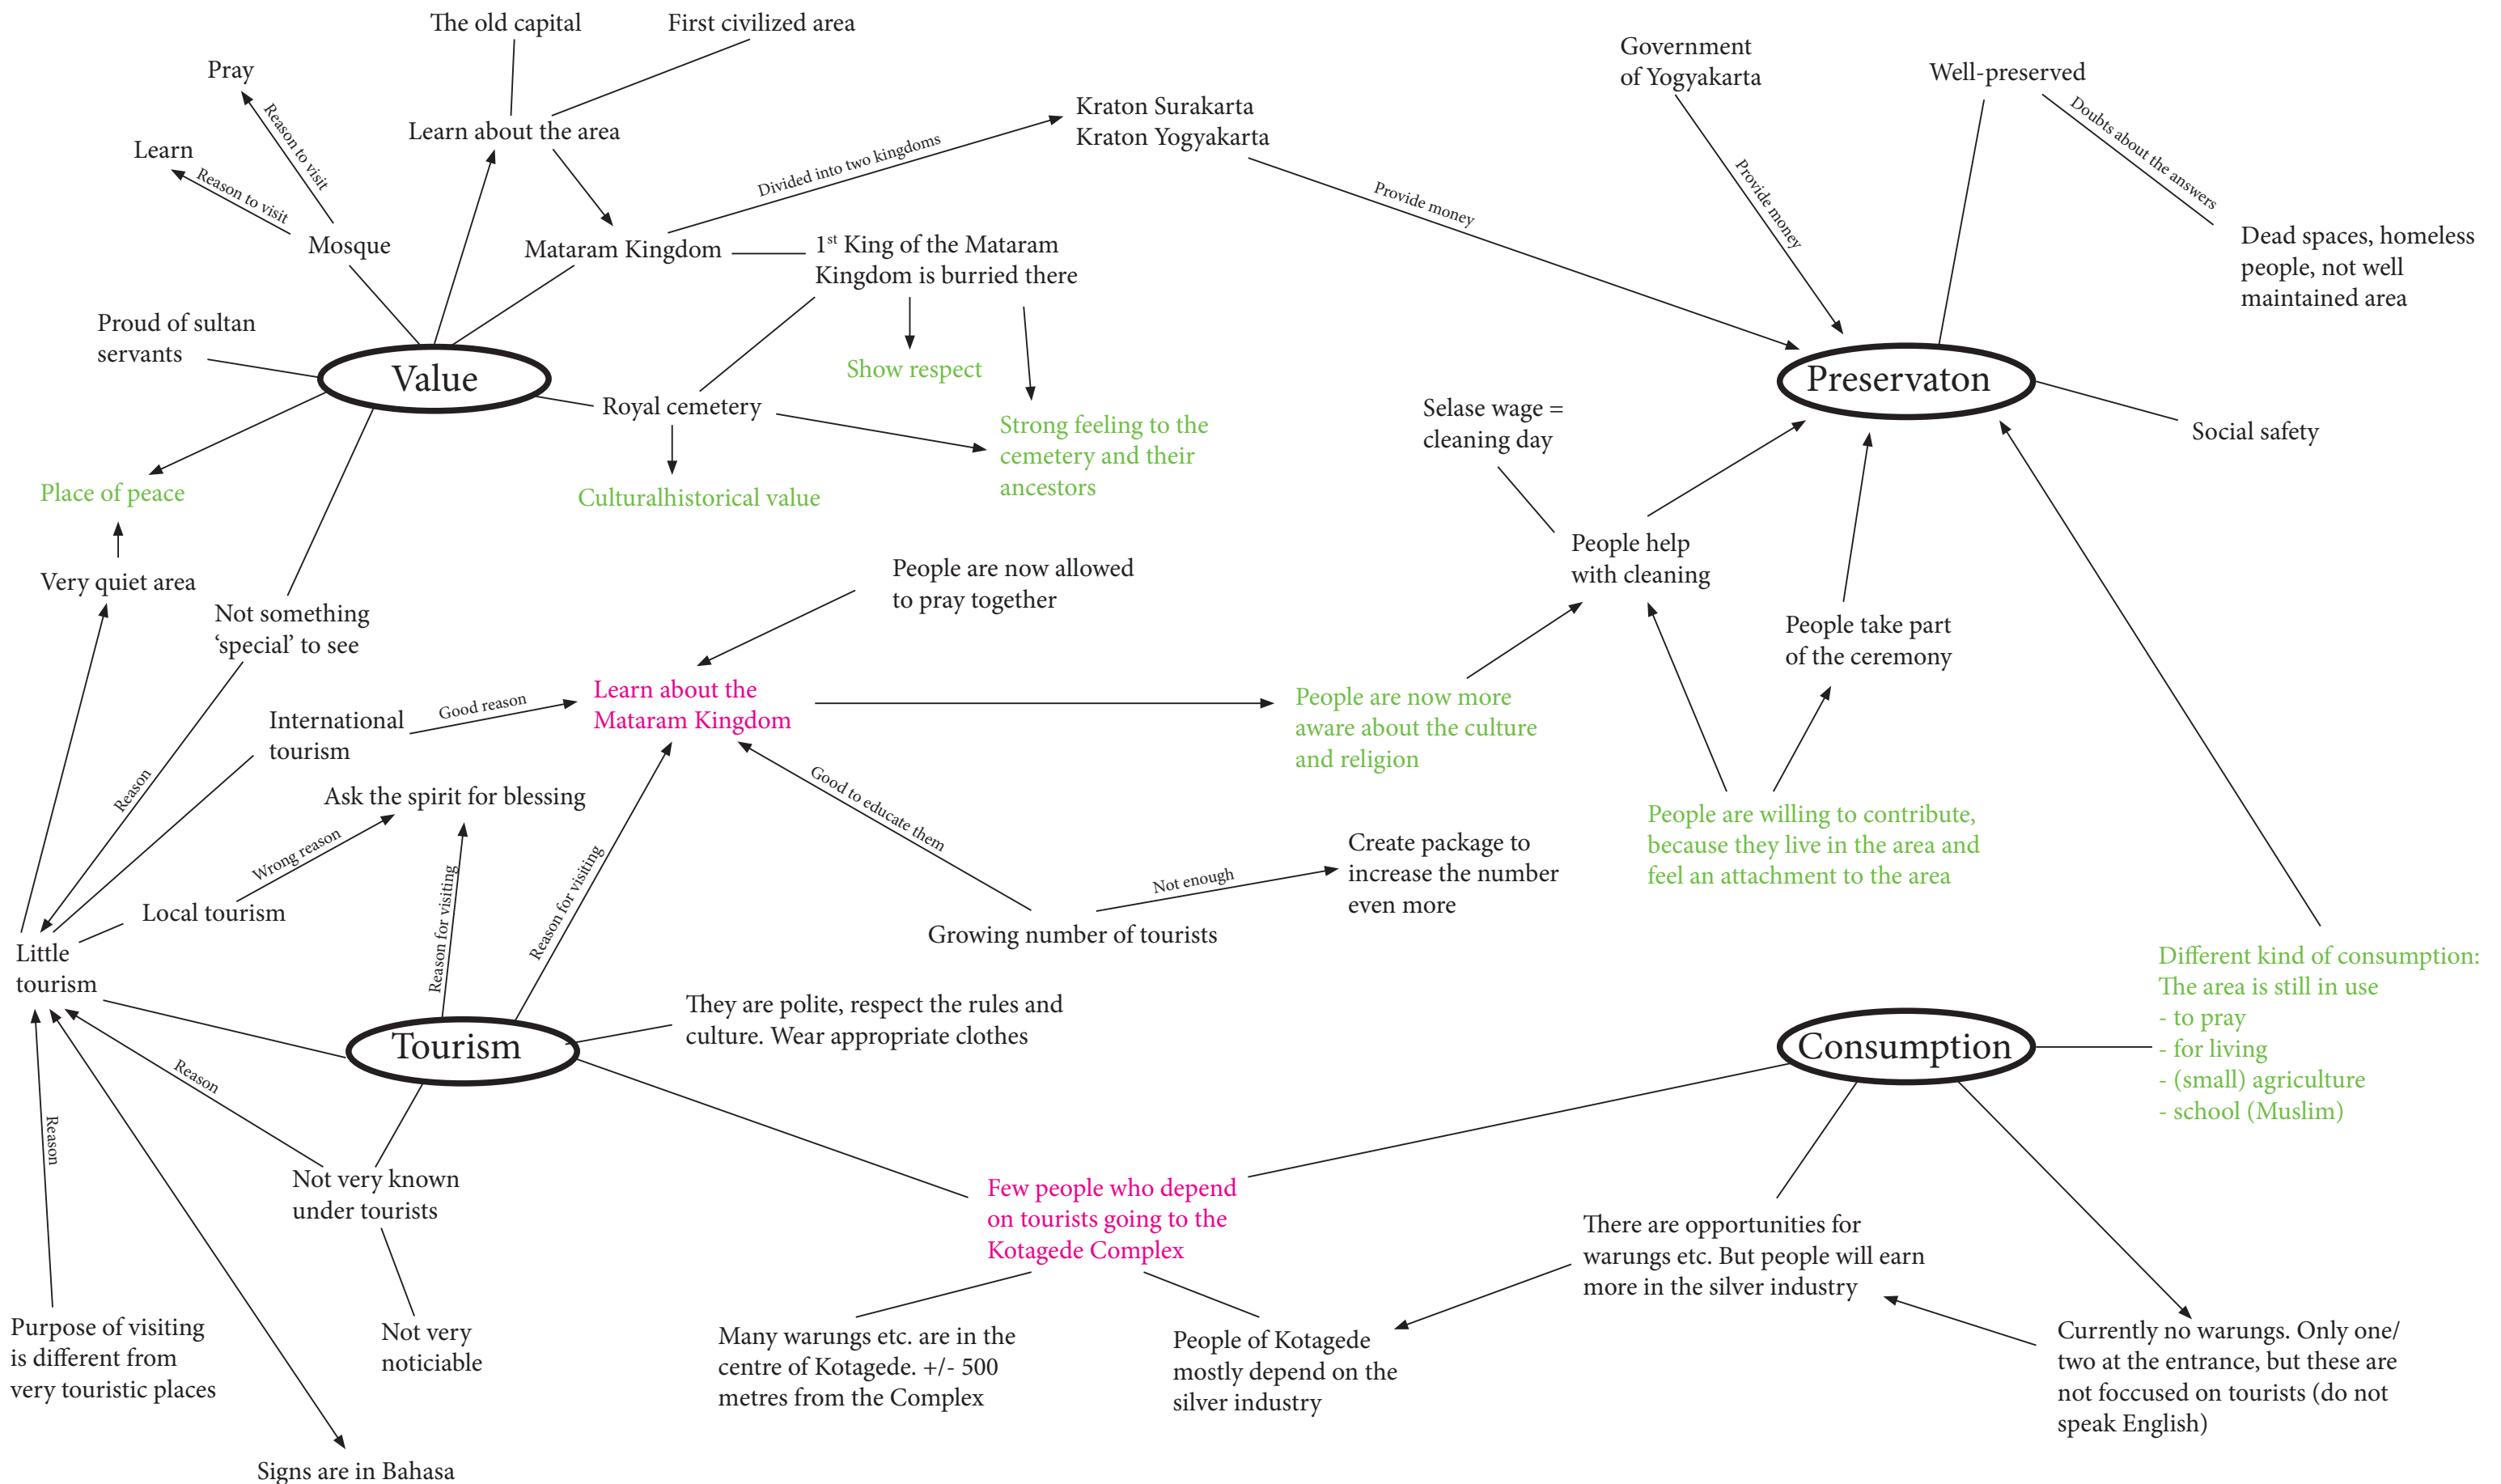 The old capital
First civilized area
Pray
Reason to visit
Learn
Reason to visit
Learn about the area
Mosque
Mataram Kingdom
Divided into two kingdoms
Kraton Surakarta
Kraton Yogyakarta
1st King of the Mataram
Kingdom is burried there
Provide money
Government
of Yogyakarta
Provide money
Well-preserved
Doubts about the answers
Dead spaces, homeless
people, not well
maintained area
Proud of sultan
servants
Value
Show respect
Royal cemetery
Strong feeling to the
cemetery and their
ancestors
Culturalhistorical value
Place of peace
Very quiet area
Not something
‘special’ to see
Preservaton
Social safety
Selase wage =
cleaning day
People help
with cleaning
People take part
of the ceremony
People are now allowed
to pray together
Learn about the
Mataram Kingdom
People are now more
aware about the culture
and religion
People are willing to contribute,
because they live in the area and
feel an attachment to the area
International
tourism
Good reason
Reason
Ask the spirit for blessing
Wrong reason
Local tourism
Reason for visiting
Reason for visiting
Good to educate them
Growing number of tourists
Not enough
Create package to
increase the number
even more
Little
tourism
Tourism
They are polite, respect the rules and
culture. Wear appropriate clothes
Consumption
Different kind of consumption:
The area is still in use
- to pray
- for living
- (small) agriculture
- school (Muslim)
Reason
Reason
Not very known
under tourists
Not very
noticiable
Purpose of visiting
is different from
very touristic places
Signs are in Bahasa
Few people who depend
on tourists going to the
Kotagede Complex
Many warungs etc. are in the
centre of Kotagede. +/- 500
metres from the Complex
People of Kotagede
mostly depend on the
silver industry
There are opportunities for
warungs etc. But people will earn
more in the silver industry
Currently no warungs. Only one/
two at the entrance, but these are
not foccused on tourists (do not
speak English)